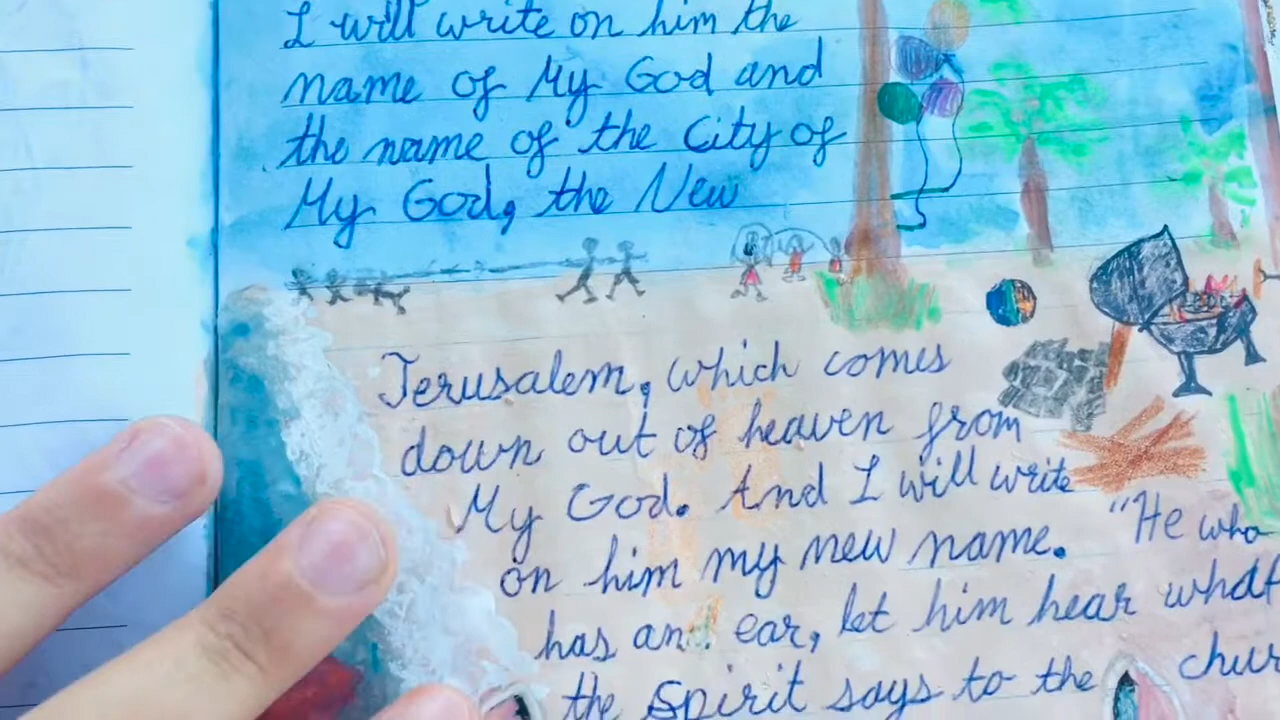 I will write on him the
name of My God and
the name of the City of
My God, the New
Jerusalem, which comes
down out of heaven from
My God. And I will write
on him my new name. "He who
has an ear, let him hear what
the Spirit says to the chur